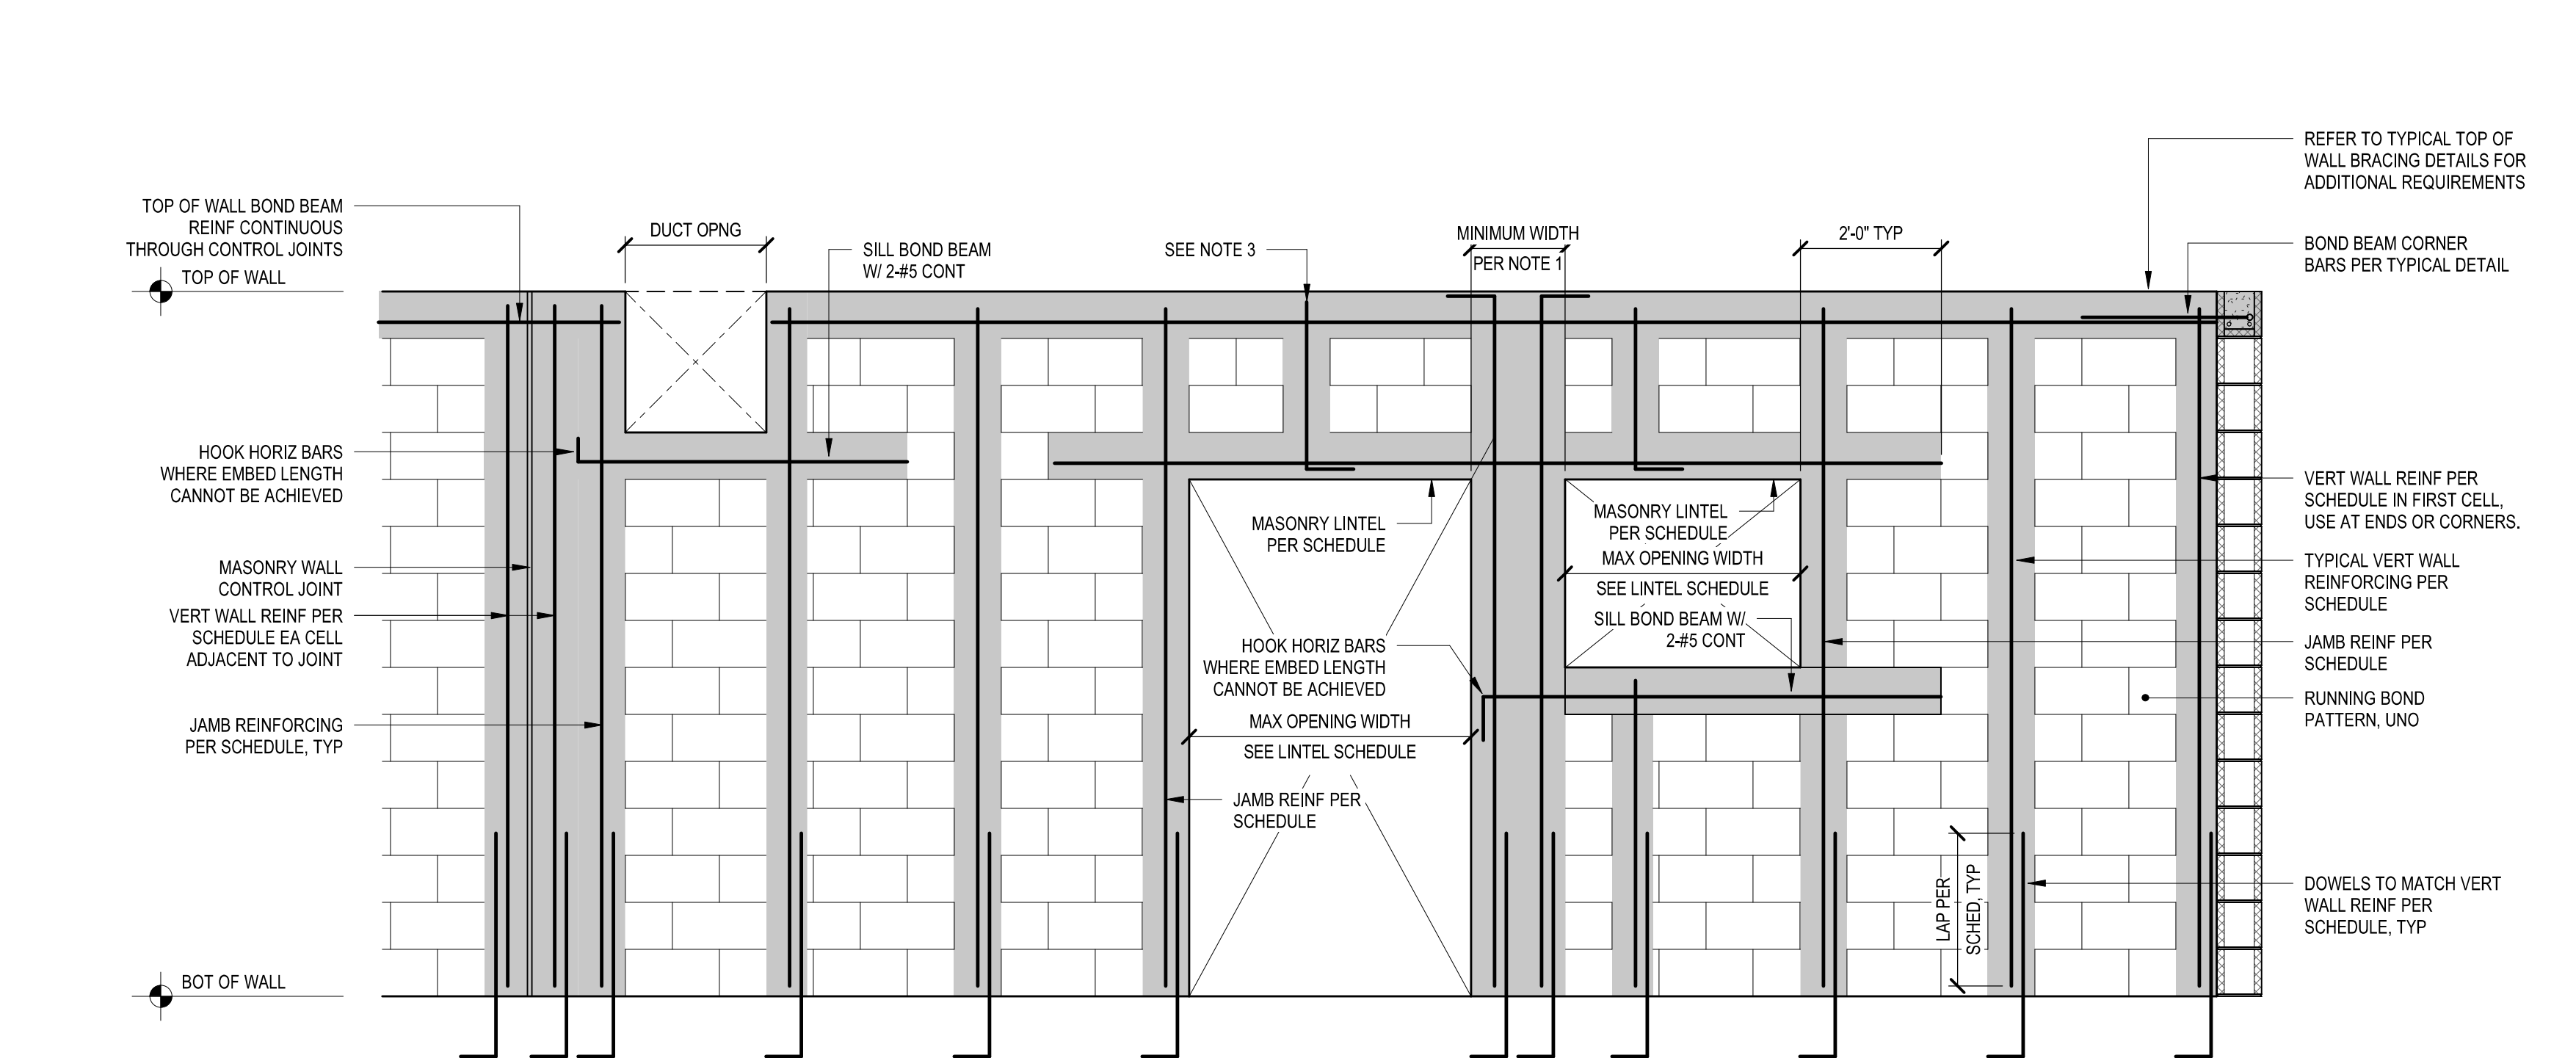 REFER TO TYPICAL TOP OF
WALL BRACING DETAILS FOR
ADDITIONAL REQUIREMENTS
TOP OF WALL BOND BEAM
REINF CONTINUOUS
THROUGH CONTROL JOINTS
TOP OF WALL
DUCT OPNG
SILL BOND BEAM
W/ 2-#5 CONT
SEE NOTE 3
MINIMUM WIDTH
PER NOTE 1
2'-0" TYP
BOND BEAM CORNER
BARS PER TYPICAL DETAIL
HOOK HORIZ BARS
WHERE EMBED LENGTH
CANNOT BE ACHIEVED
MASONRY WALL
CONTROL JOINT
VERT WALL REINF PER
SCHEDULE EA CELL
ADJACENT TO JOINT
JAMB REINFORCING
PER SCHEDULE, TYP
MASONRY LINTEL
PER SCHEDULE
HOOK HORIZ BARS
WHERE EMBED LENGTH
CANNOT BE ACHIEVED
MAX OPENING WIDTH
SEE LINTEL SCHEDULE
JAMB REINF PER
SCHEDULE
MASONRY LINTEL
PER SCHEDULE
MAX OPENING WIDTH
SEE LINTEL SCHEDULE
SILL BOND BEAM W/
2-#5 CONT
VERT WALL REINF PER
SCHEDULE IN FIRST CELL,
USE AT ENDS OR CORNERS.
TYPICAL VERT WALL
REINFORCING PER
SCHEDULE
JAMB REINF PER
SCHEDULE
RUNNING BOND
PATTERN, UNO
LAP PER
SCHED, TYP
DOWELS TO MATCH VERT
WALL REINF PER
SCHEDULE, TYP
BOT OF WALL